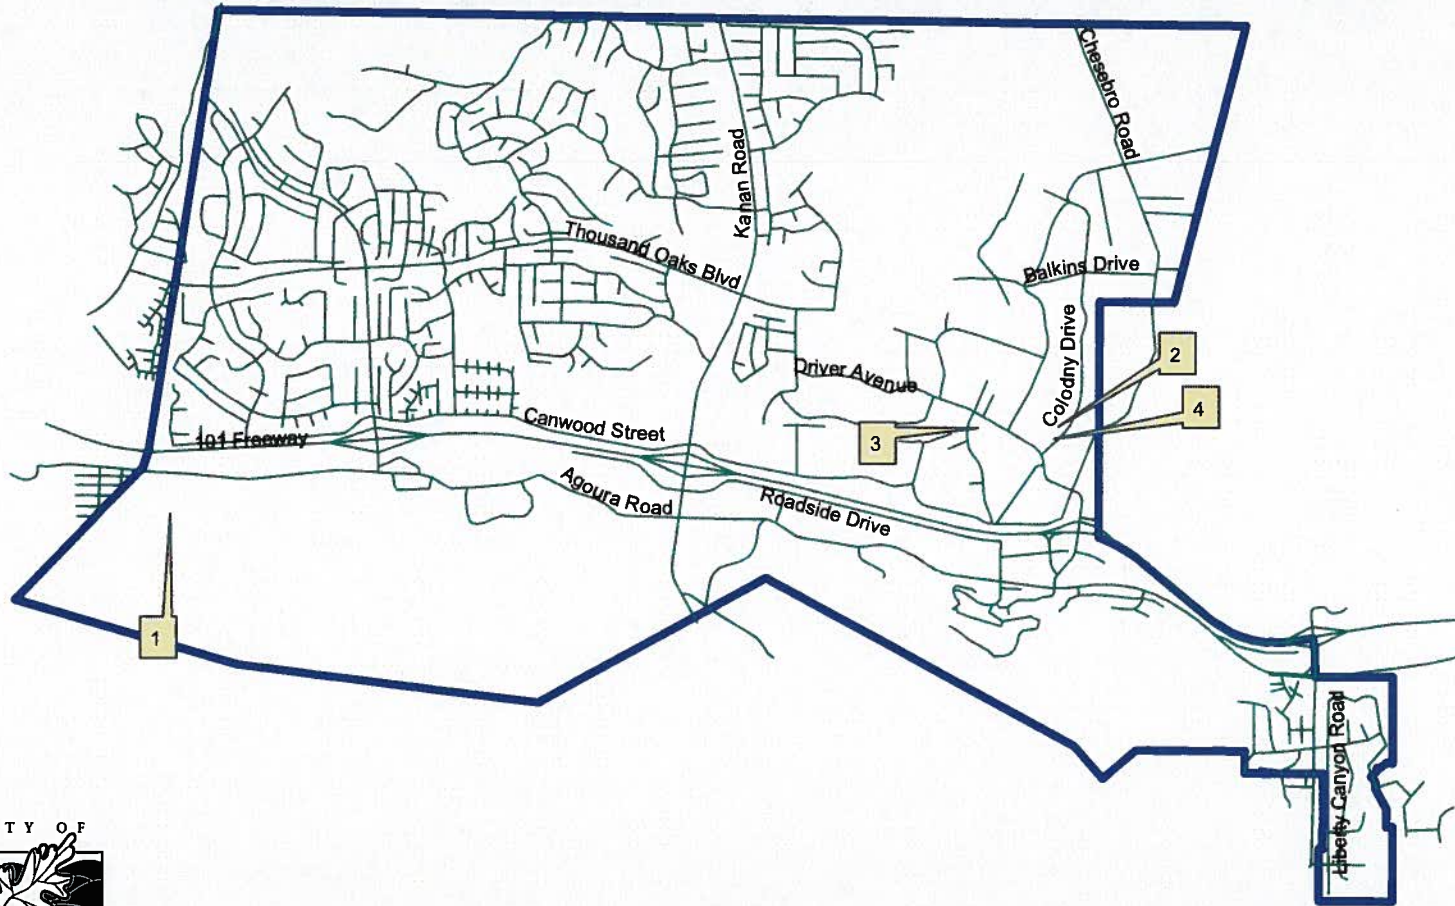 Chesebro Road
Kanan Road
Thousand Oaks Blvd
Balkins Drive
Colodny Drive
2
Driver Avenue
4
Canwood Street
3
101 Freeway
Agoura Road
Roadside Drive
1
Liberty Canyon Road
T Y O F